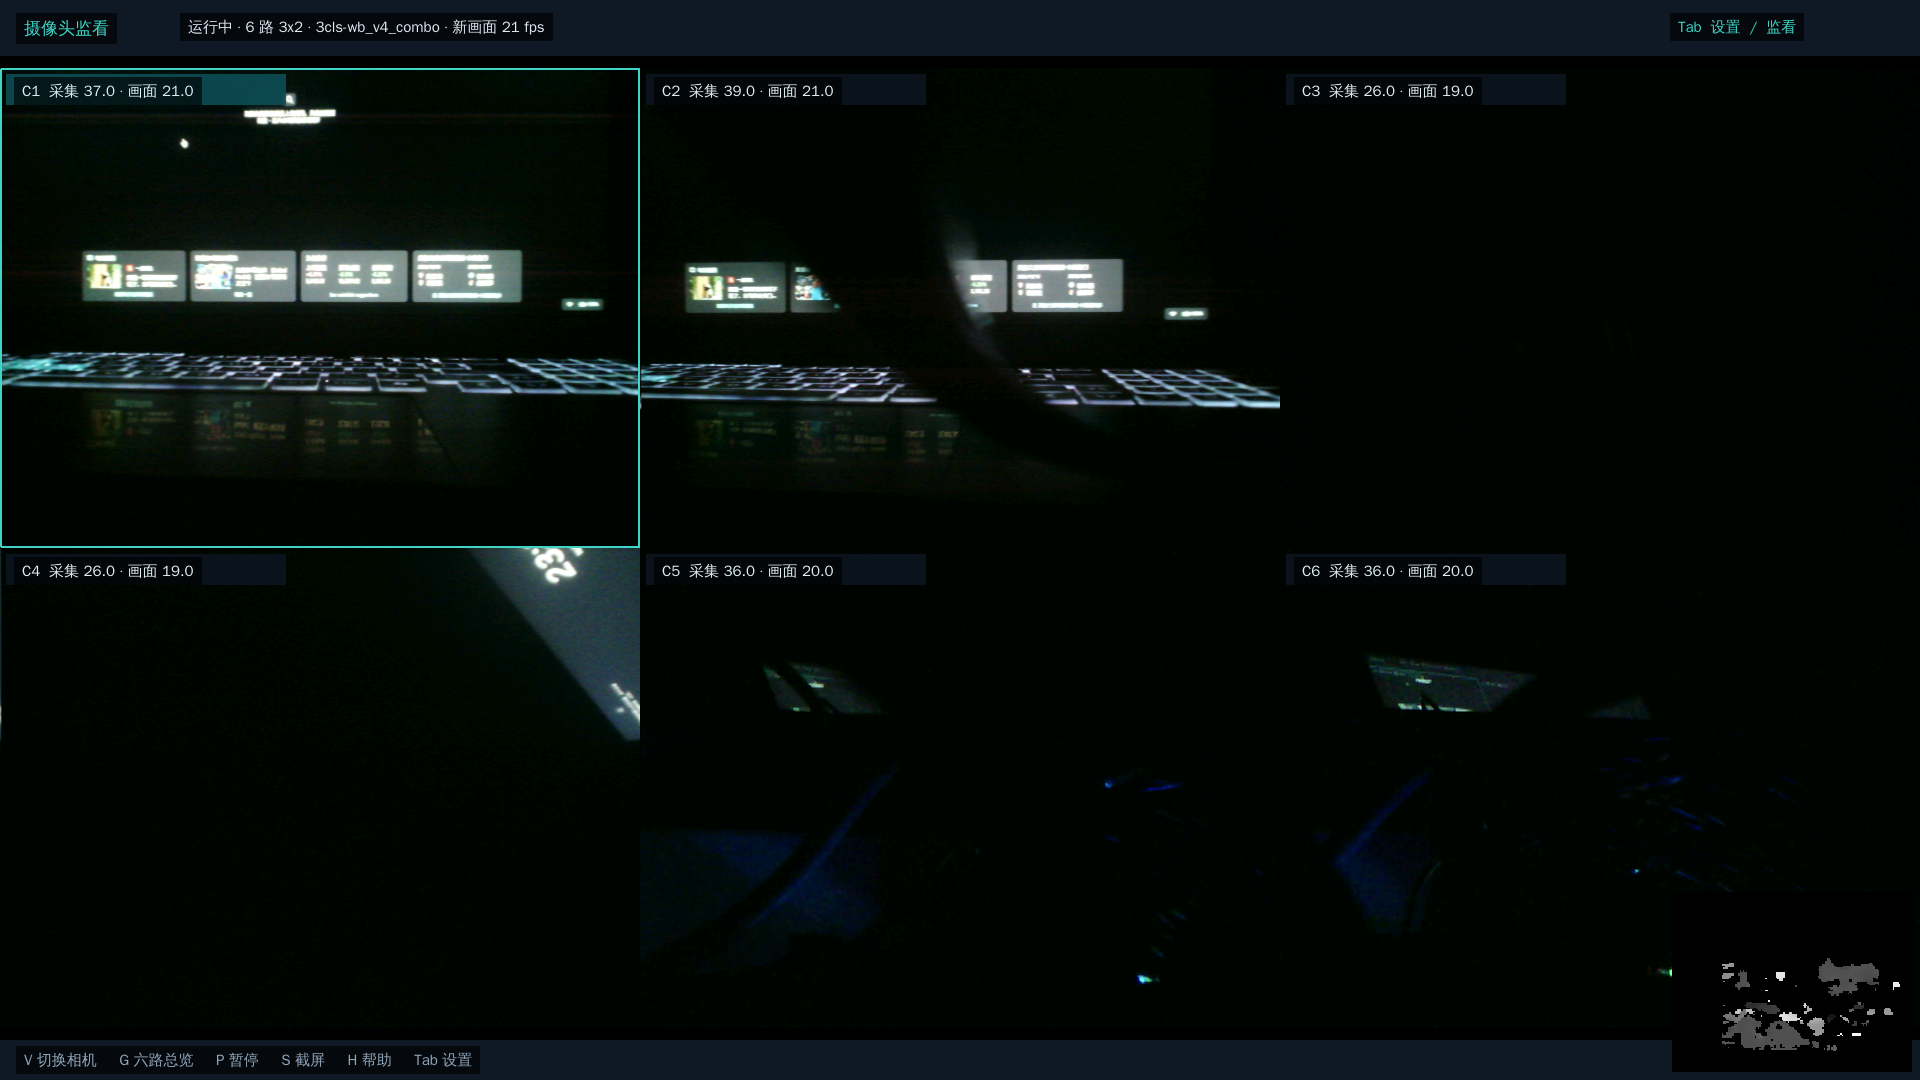 摄像头监看
运行中 · 6 路 3x2 · 3cls-wb_v4_combo · 新画面 21 fps
Tab 设置 / 监看
C1 采集 37.0 · 画面 21.0
C2 采集 39.0 · 画面 21.0
C3 采集 26.0 · 画面 19.0
C4 采集 26.0 · 画面 19.0
C5 采集 36.0 · 画面 20.0
C6 采集 36.0 · 画面 20.0
V 切换相机 G 六路总览 P 暂停 S 截屏 H 帮助 Tab 设置